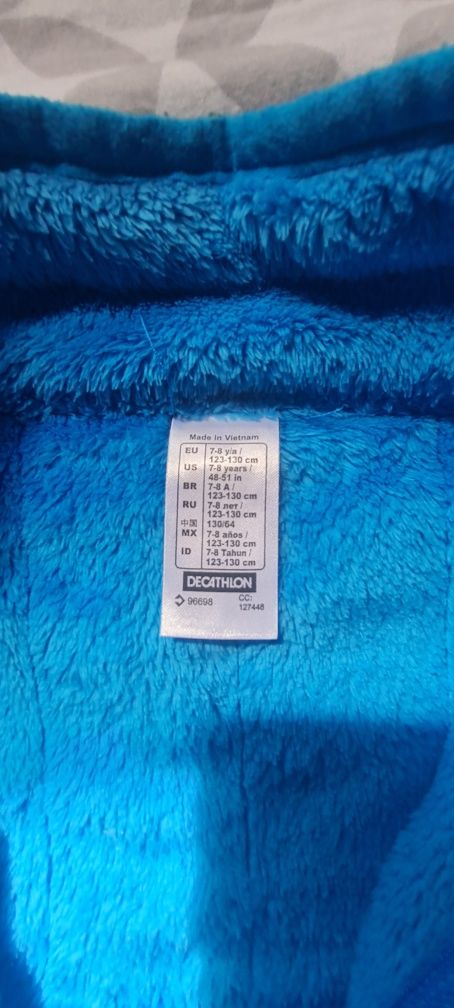 Made in Vietnam
EU 7-8 y/a /
123-130 cm
US 7-8 years /
48-51 in
BR 7-8 A /
123-130 cm
RU 7-8 лет /
123-130 cm
中国 130/64
MX 7-8 años /
123-130 cm
ID 7-8 Tahun /
123-130 cm
DECATHLON
96698 CC:
127448